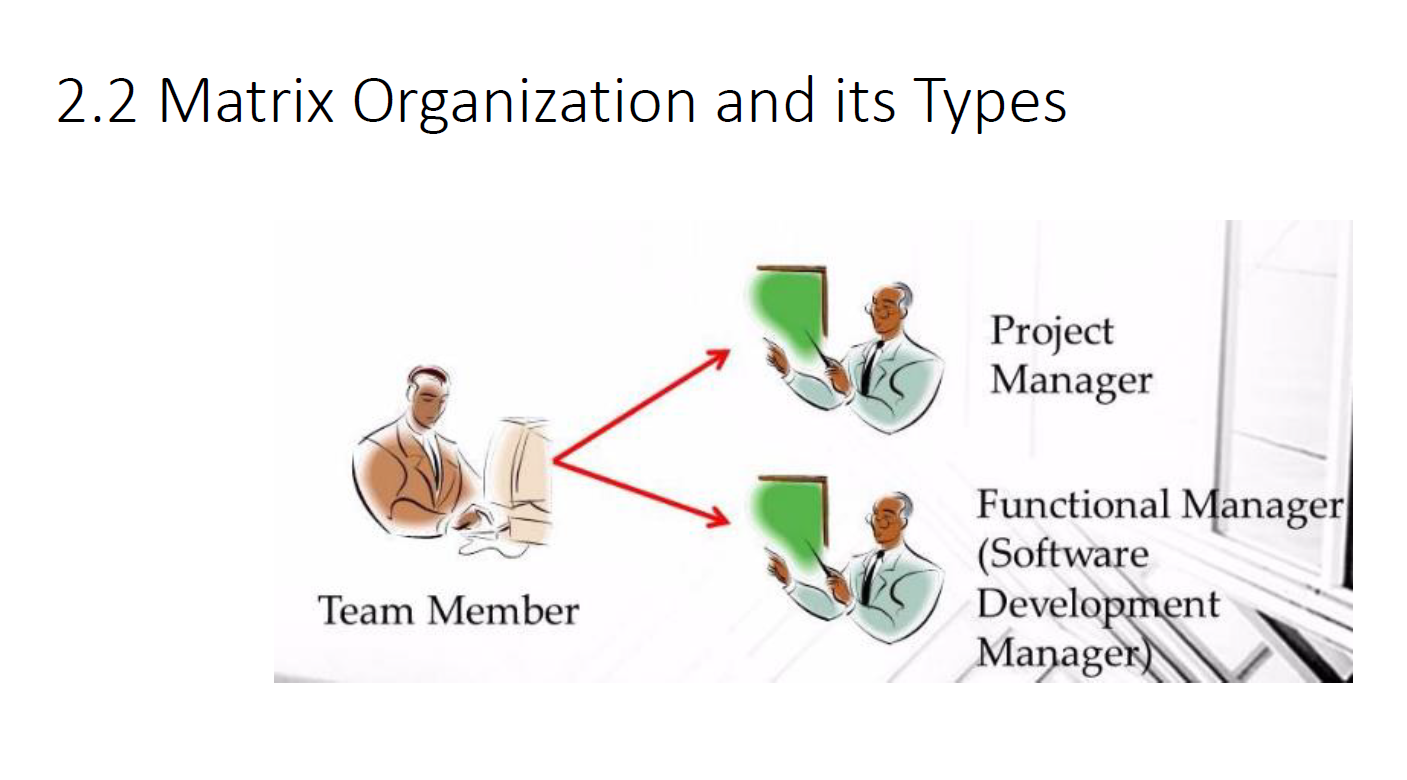 2.2 Matrix Organization and its Types
Project
Manager
Team Member
Functional Manager
(Software
Development
Manager)